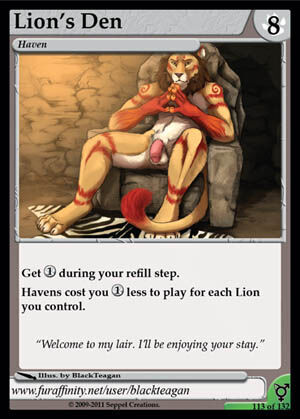 Lion's Den
8
Haven
Get ① during your refill step.
Havens cost you ① less to play for each Lion
you control.
"Welcome to my lair. I'll be enjoying your stay."
Illus. by BlackTeagan
www.furaffinity.net/user/blackteagan
© 2009-2011 Seppel Creations.
113 of 132